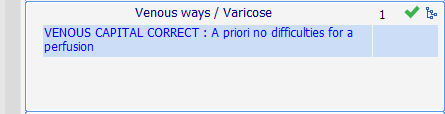 Venous ways / Varicose 1
VENOUS CAPITAL CORRECT : A priori no difficulties for a
perfusion